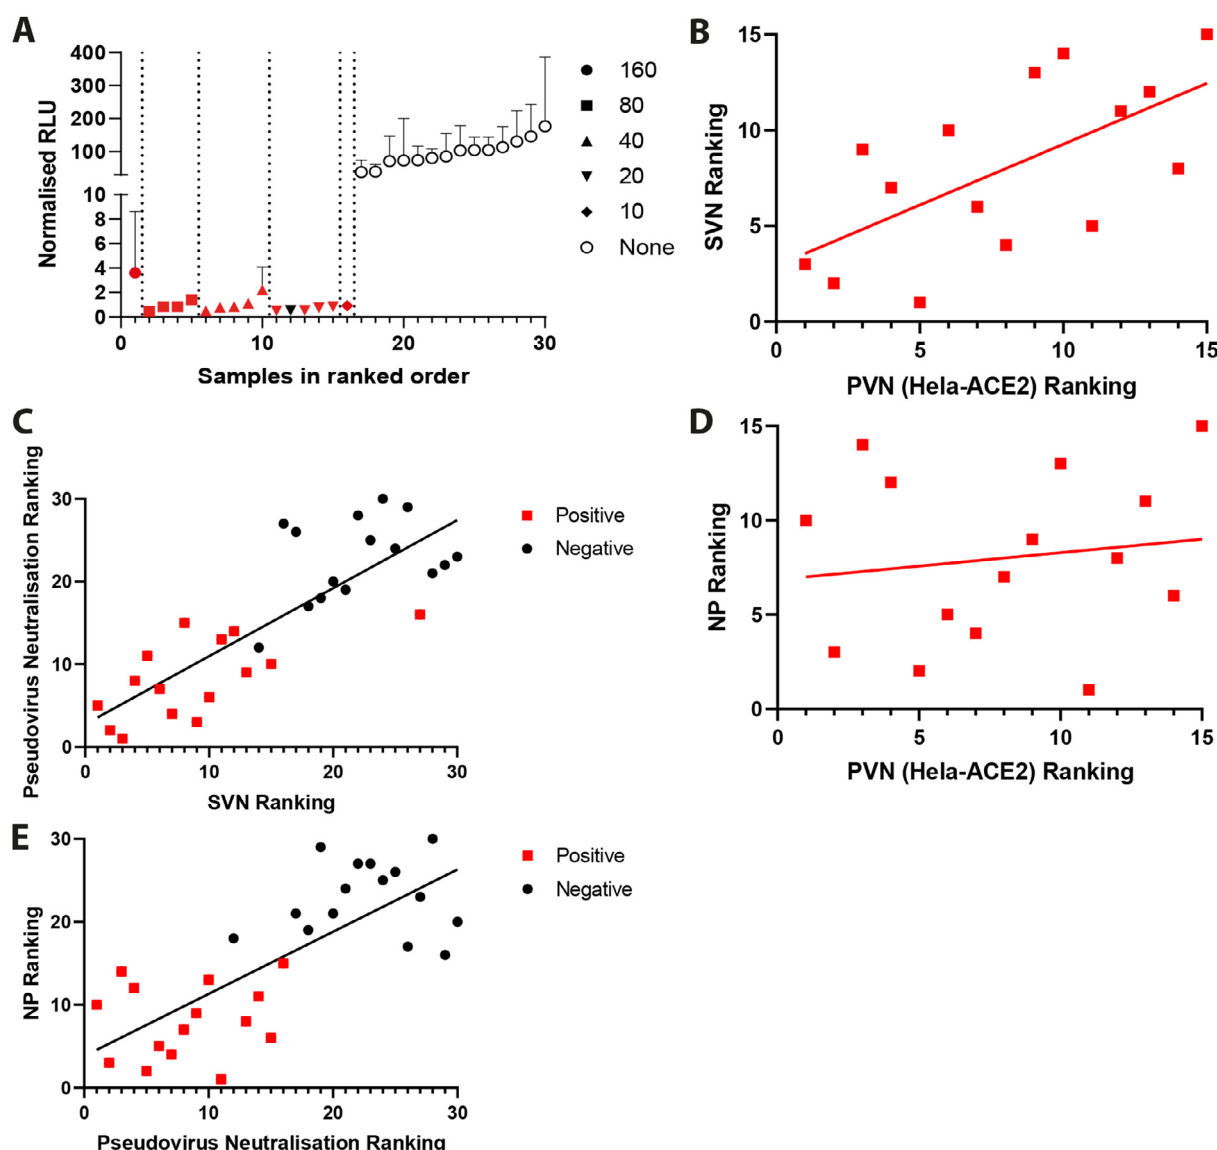 A
400
300
200
100
10
8
6
4
2
0
Normalised RLU
0 10 20 30
Samples in ranked order
160
80
40
20
10
None
B
15
10
5
0
SVN Ranking
5 10 15
PVN (Hela-ACE2) Ranking
C
30
20
10
0
Pseudovirus Neutralisation Ranking
0 10 20 30
SVN Ranking
Positive
Negative
D
15
10
5
0
NP Ranking
0 5 10 15
PVN (Hela-ACE2) Ranking
E
30
20
10
0
NP Ranking
0 10 20 30
Pseudovirus Neutralisation Ranking
Positive
Negative